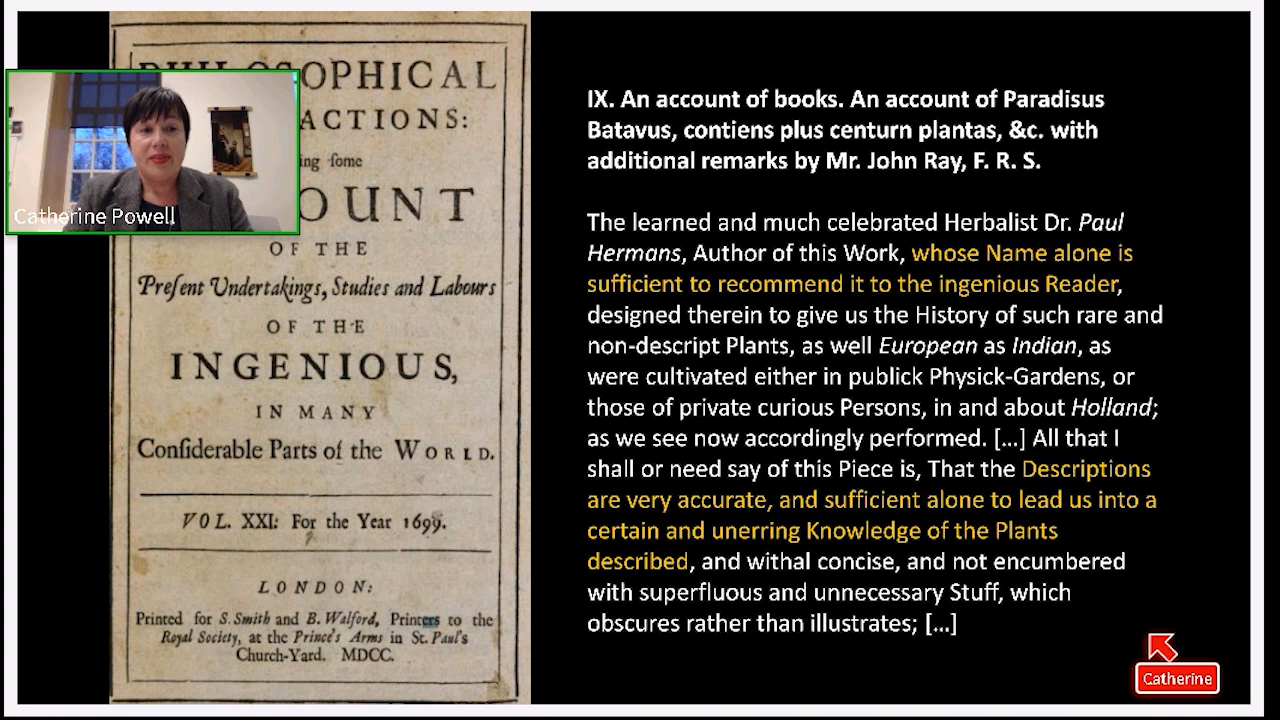 PHILOSOPHICAL
ACTIONS:
ing ſome
OUNT
OF THE
Preſent Undertakings, Studies and Labours
OF THE
INGENIOUS,
IN MANY
Conſiderable Parts of the WORLD.
VOL. XXI: For the Year 1699.
LONDON:
Printed for S. Smith and B. Walford, Printers to the
Royal Society, at the Prince's Arms in St. Paul's
Church-Yard. MDCC.
Catherine Powell
IX. An account of books. An account of Paradisus
Batavus, contiens plus centurn plantas, &c. with
additional remarks by Mr. John Ray, F. R. S.
The learned and much celebrated Herbalist Dr. Paul
Hermans, Author of this Work, whose Name alone is
sufficient to recommend it to the ingenious Reader,
designed therein to give us the History of such rare and
non-descript Plants, as well European as Indian, as
were cultivated either in publick Physick-Gardens, or
those of private curious Persons, in and about Holland;
as we see now accordingly performed. [...] All that I
shall or need say of this Piece is, That the Descriptions
are very accurate, and sufficient alone to lead us into a
certain and unerring Knowledge of the Plants
described, and withal concise, and not encumbered
with superfluous and unnecessary Stuff, which
obscures rather than illustrates; [...]
Catherine